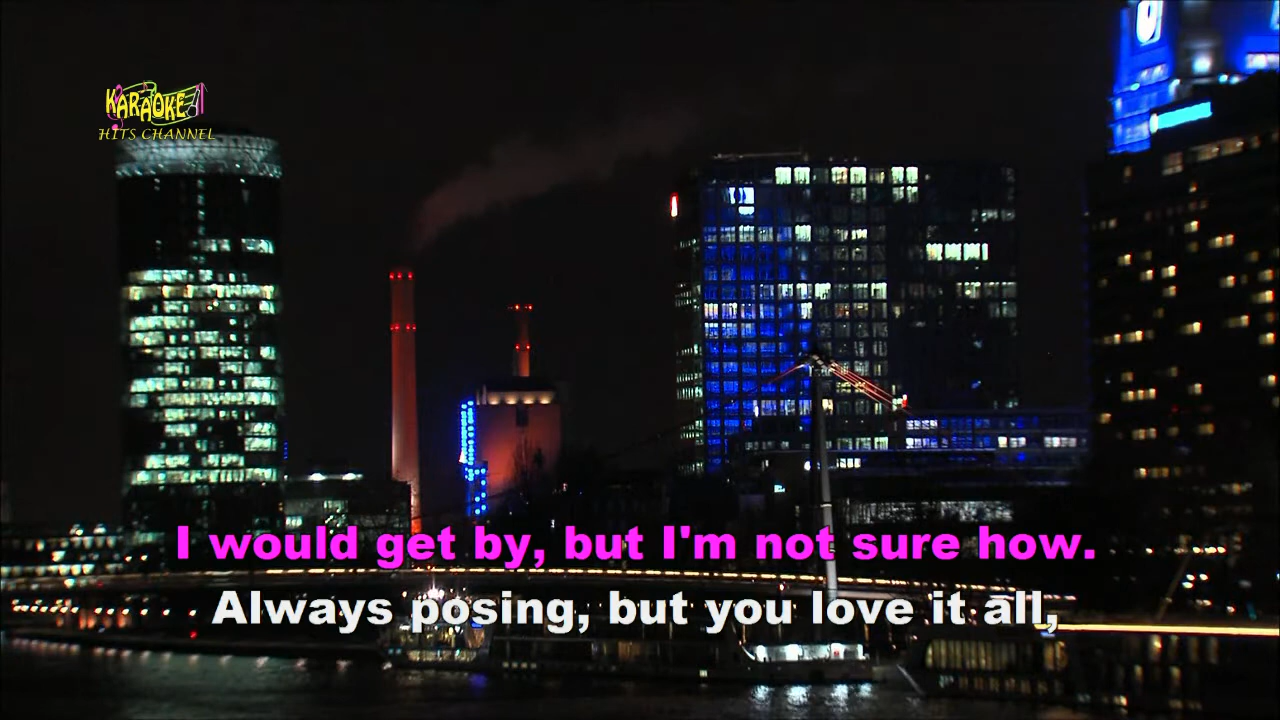 KARAOKE
HITS CHANNEL
I would get by, but I'm not sure how.
Always posing, but you love it all,